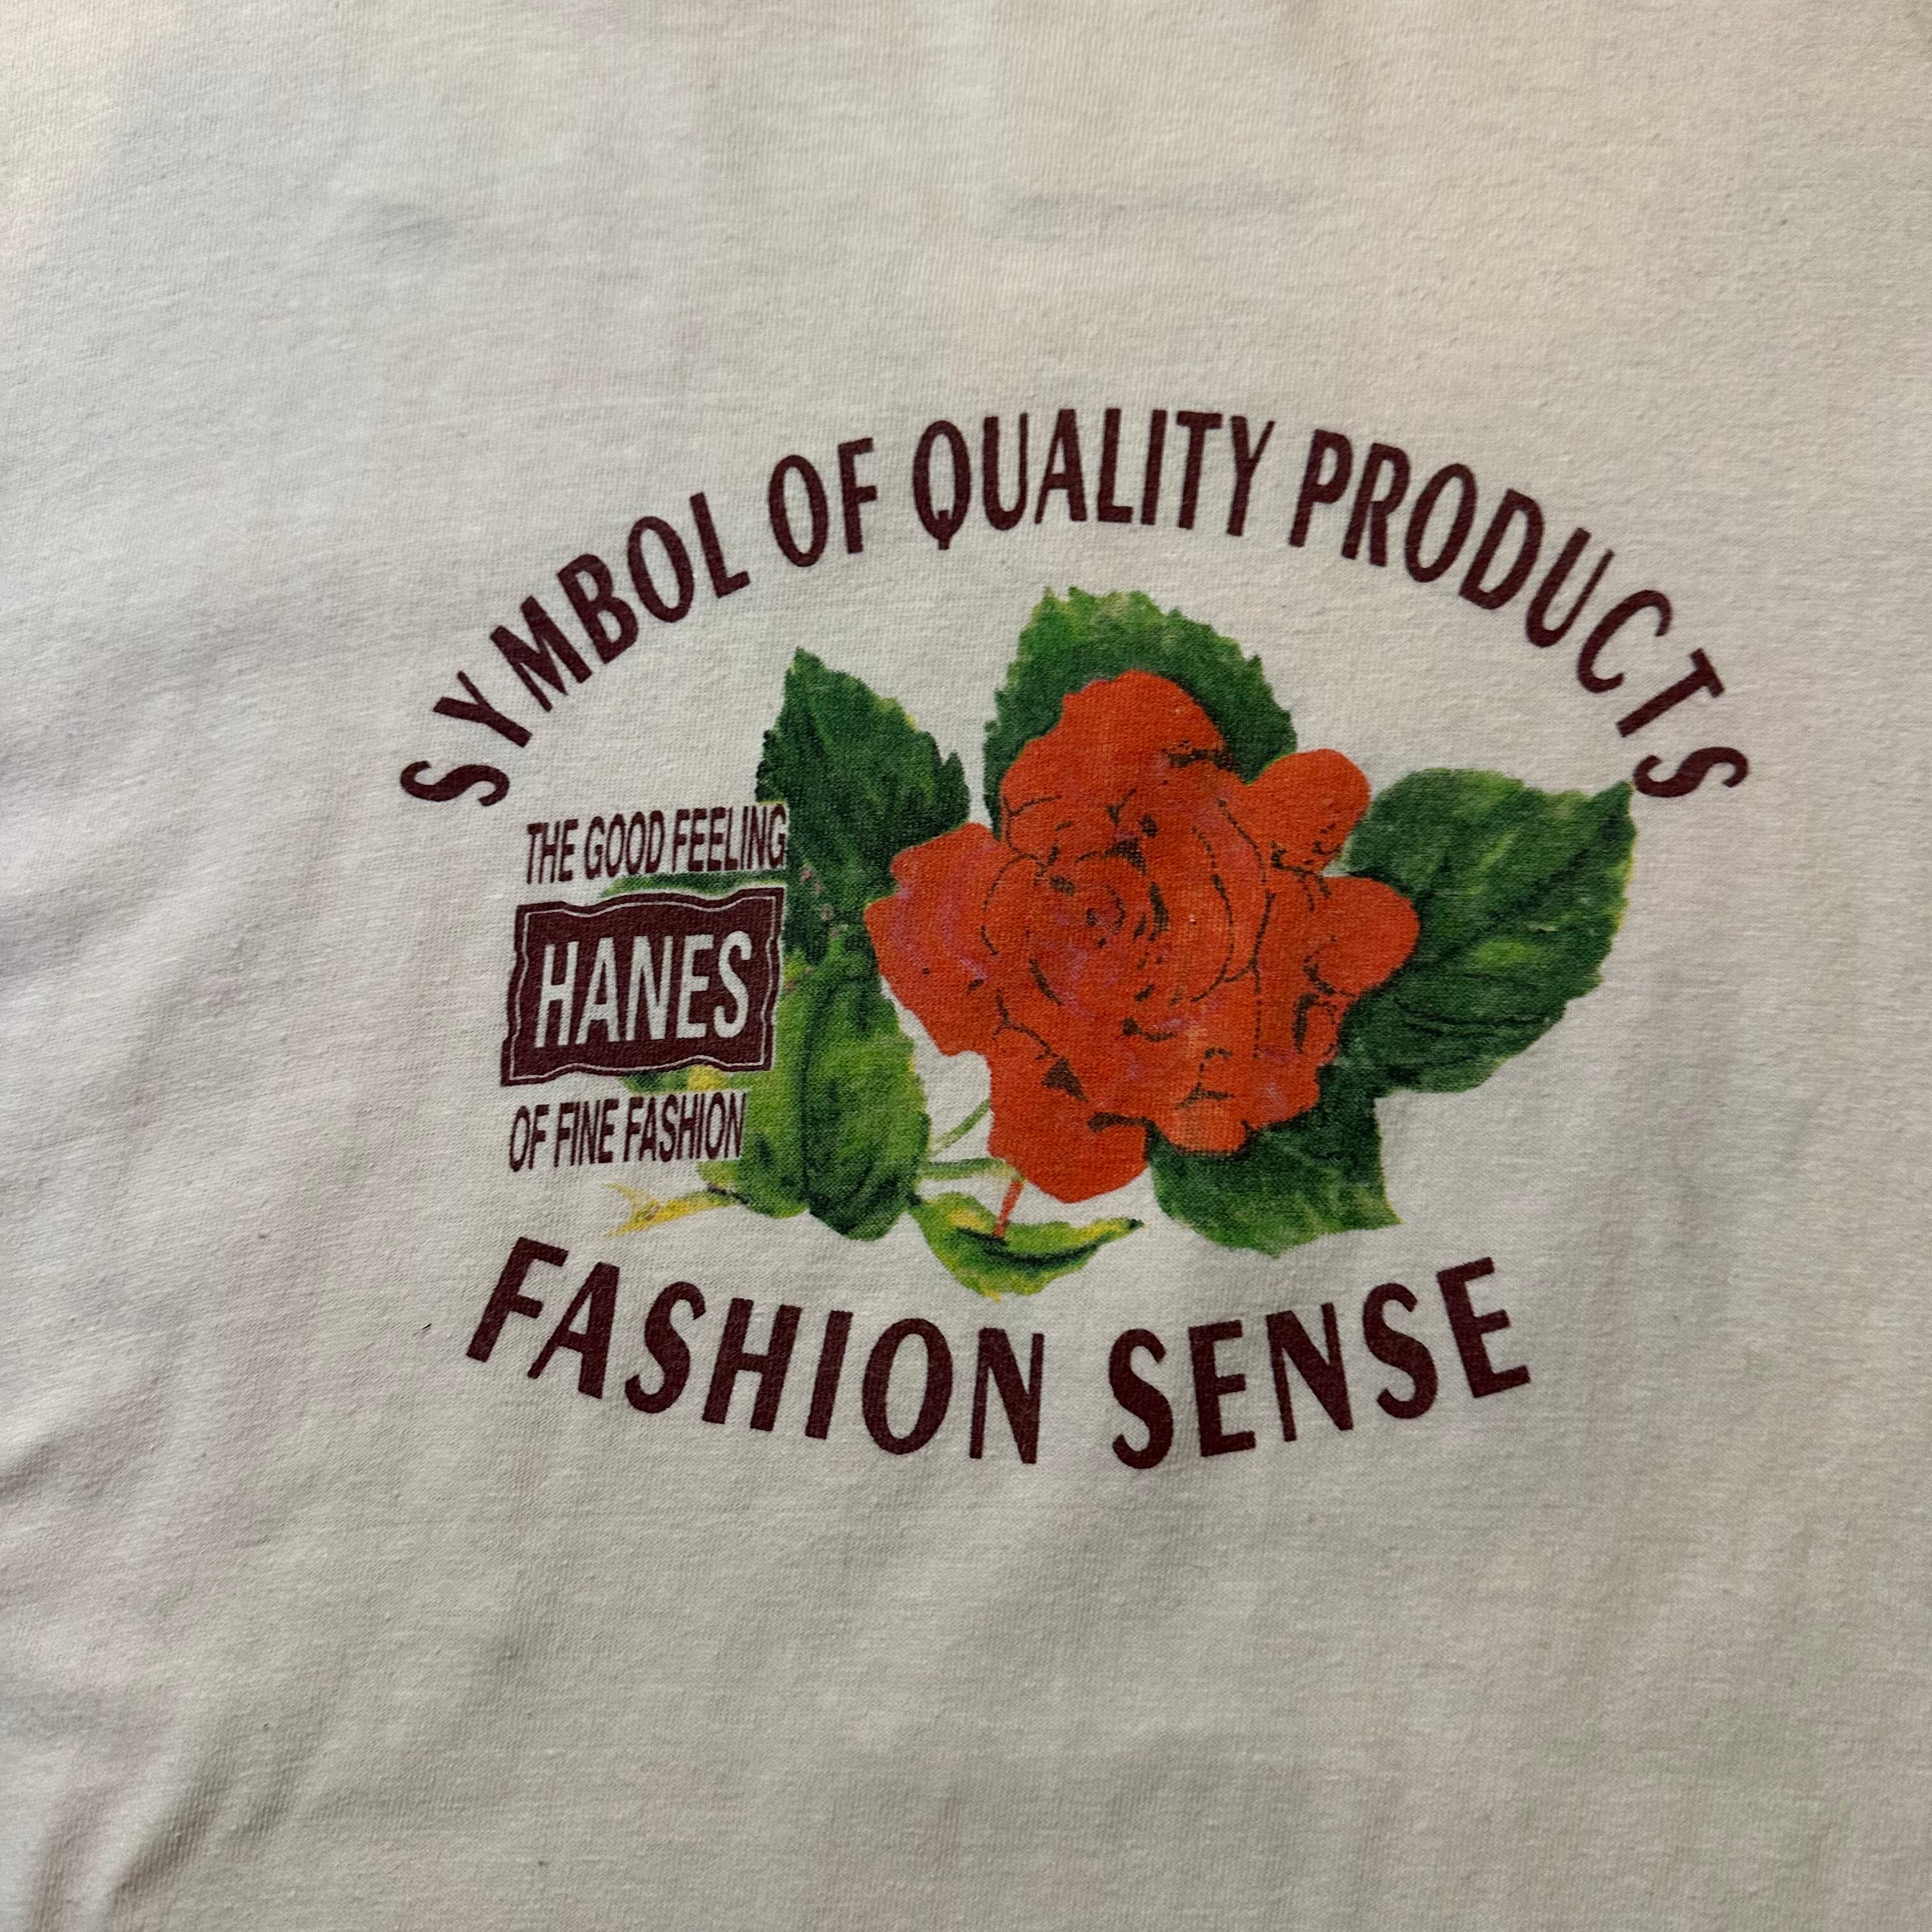 SYMBOL OF QUALITY PRODUCTS
THE GOOD FEELING
HANES
OF FINE FASHION
FASHION SENSE